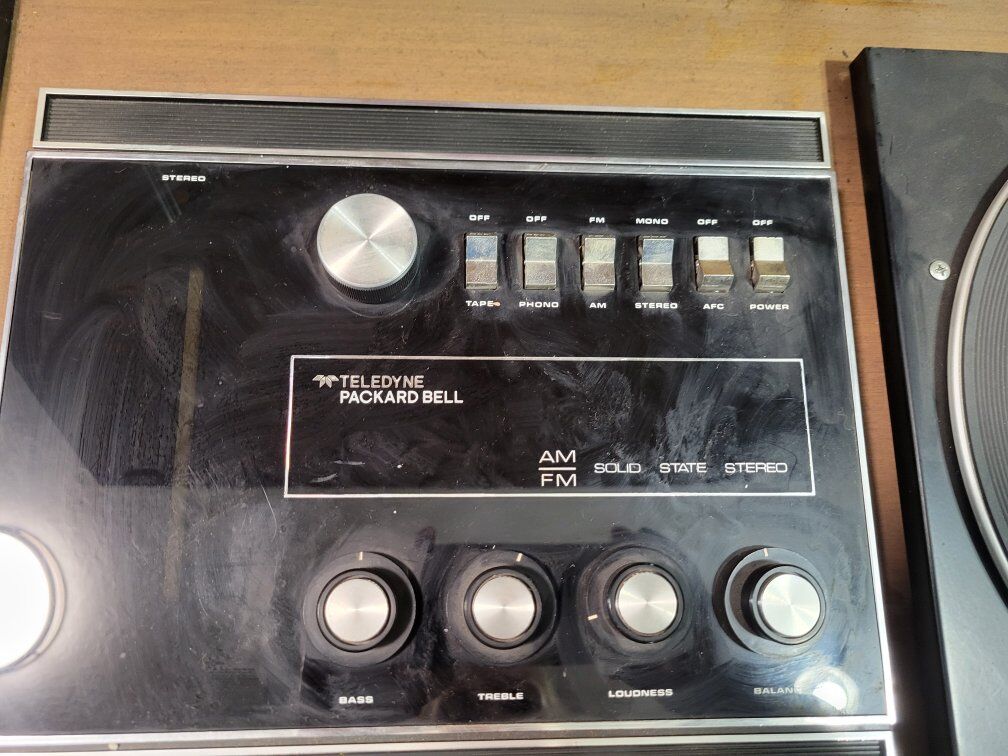 STEREO
OFF OFF FM MONO OFF OFF
TAPE PHONO AM STEREO AFC POWER
TELEDYNE
PACKARD BELL
AM
FM
SOLID STATE STEREO
BASS TREBLE LOUDNESS